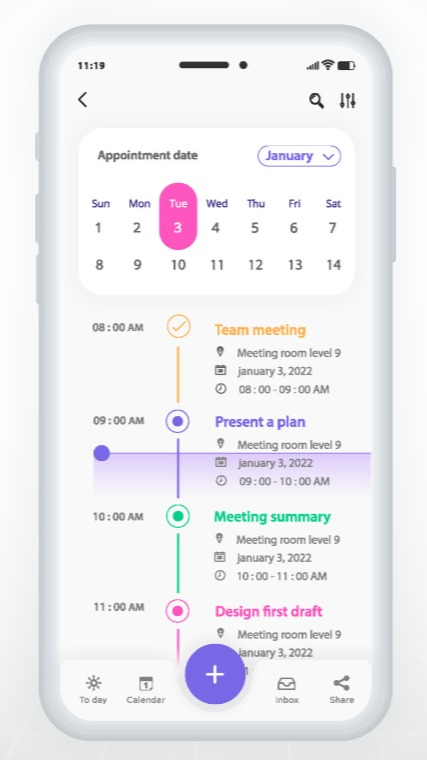 11:19
Appointment date
January
Sun Mon Tue Wed Thu Fri Sat
1 2 3 4 5 6 7
8 9 10 11 12 13 14
08 : 00 AM
Team meeting
Meeting room level 9
january 3, 2022
08 : 00 - 09 : 00 AM
09 : 00 AM
Present a plan
Meeting room level 9
january 3, 2022
09 : 00 - 10 : 00 AM
10 : 00 AM
Meeting summary
Meeting room level 9
january 3, 2022
10 : 00 - 11 : 00 AM
11 : 00 AM
Design first draft
Meeting room level 9
january 3, 2022
To day
1
Calendar
+
Inbox
Share